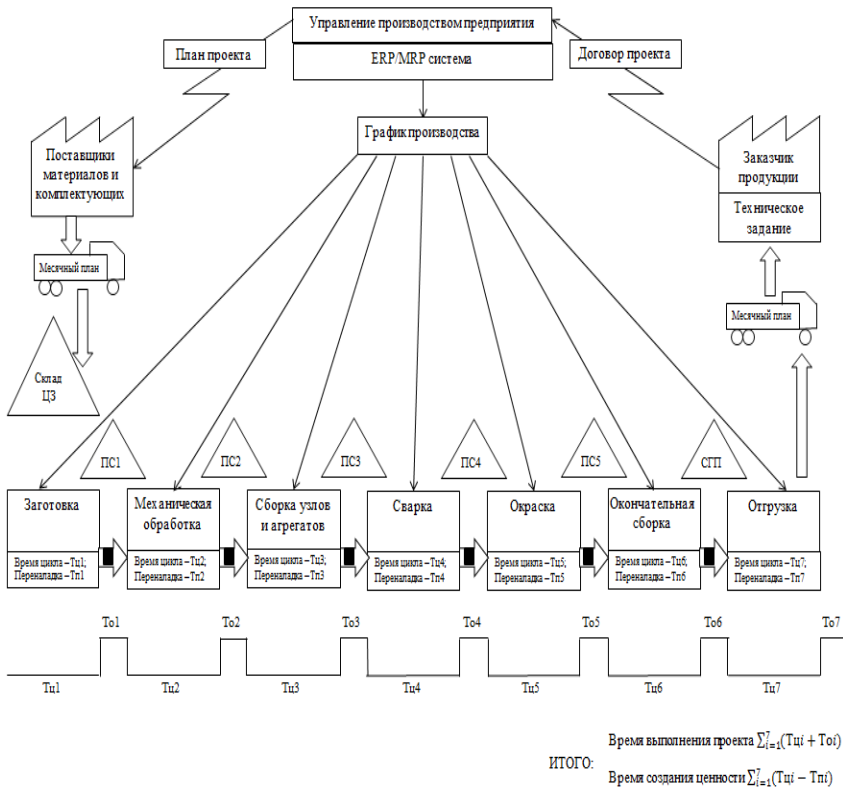 Управление производством предприятия
ERP/MRP система
План проекта
Договор проекта
График производства
Поставщики
материалов и
комплектующих
Месячный план
Склад
ЦЗ
Заказчик
продукции
Техническое
задание
Месячный план
ПС1
ПС2
ПС3
ПС4
ПС5
СГП
Заготовка
Время цикла – Тц1;
Переналадка – Тп1
Механическая
обработка
Время цикла – Тц2;
Переналадка – Тп2
Сборка узлов
и агрегатов
Время цикла – Тц3;
Переналадка – Тп3
Сварка
Время цикла – Тц4;
Переналадка – Тп4
Окраска
Время цикла – Тц5;
Переналадка – Тп5
Окончательная
сборка
Время цикла – Тц6;
Переналадка – Тп6
Отгрузка
Время цикла – Тц7;
Переналадка – Тп7
То1
То2
То3
То4
То5
То6
То7
Тц1
Тц2
Тц3
Тц4
Тц5
Тц6
Тц7
ИТОГО:
Время выполнения проекта ∑⁷ᵢ₌₁(Тцi + Тоi)
Время создания ценности ∑⁷ᵢ₌₁(Тцi − Тпi)